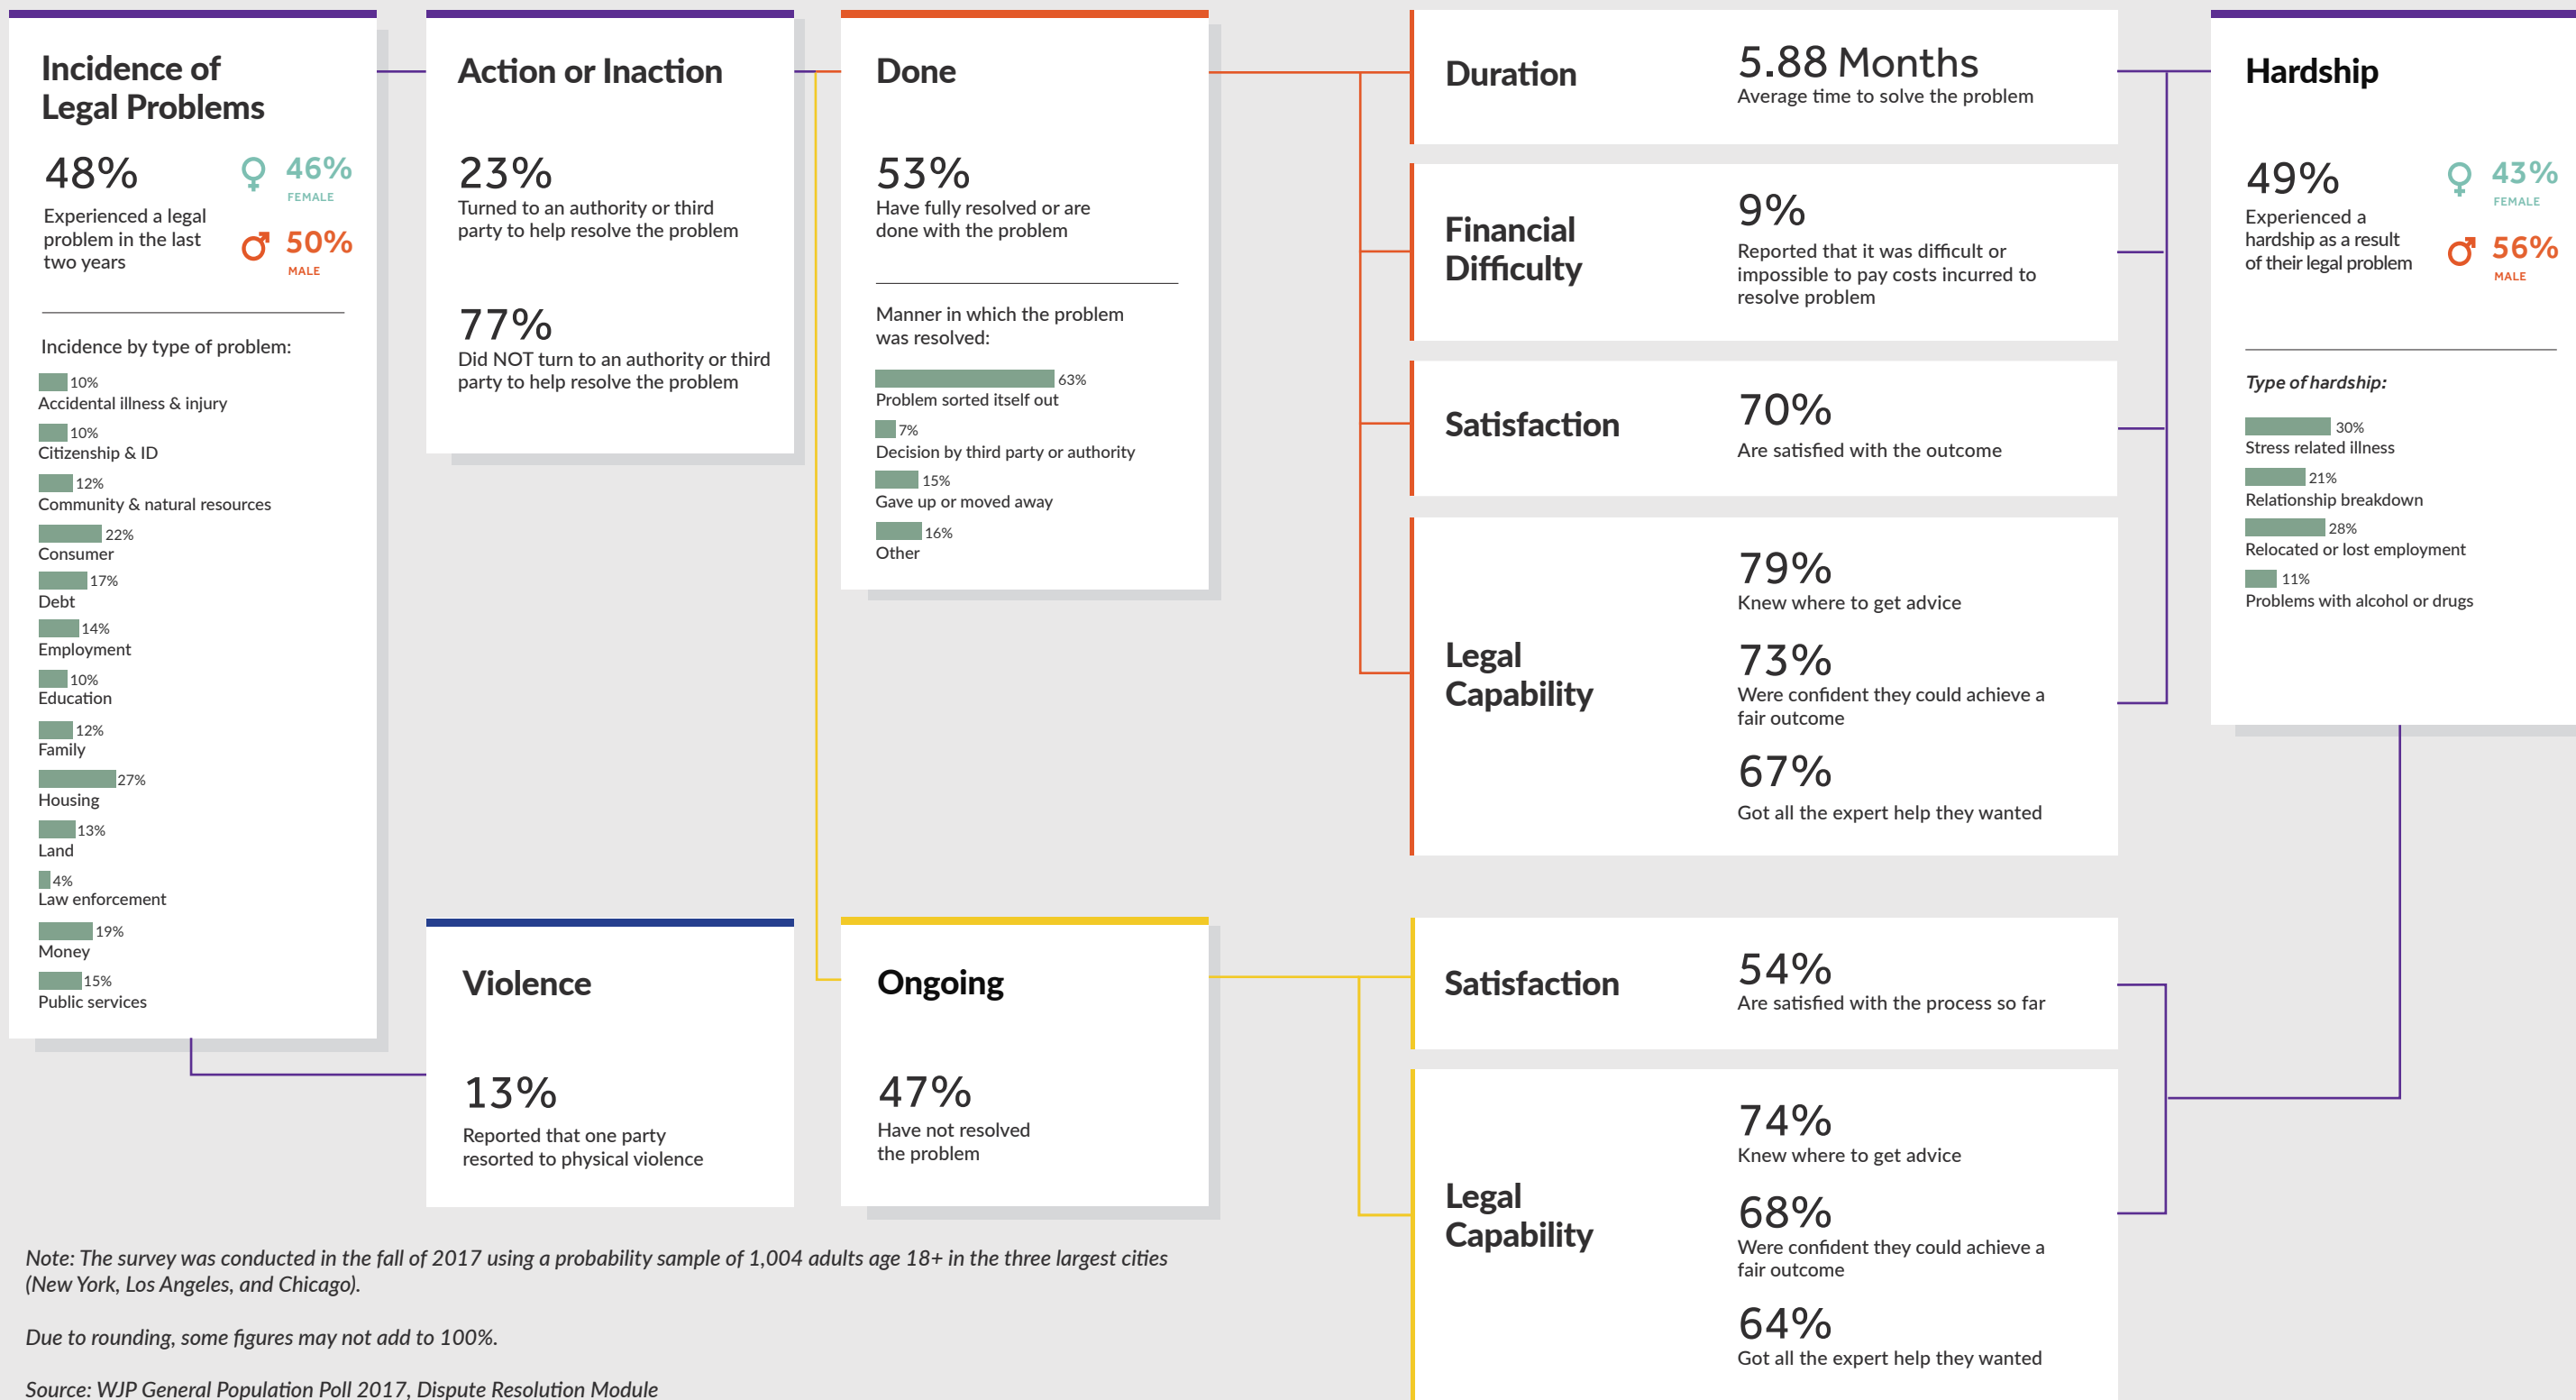 Incidence of
Legal Problems
48%
Experienced a legal
problem in the last
two years
46%
FEMALE
50%
MALE
Incidence by type of problem:
10%
Accidental illness & injury
10%
Citizenship & ID
12%
Community & natural resources
22%
Consumer
17%
Debt
14%
Employment
10%
Education
12%
Family
27%
Housing
13%
Land
4%
Law enforcement
19%
Money
15%
Public services
Action or Inaction
23%
Turned to an authority or third
party to help resolve the problem
77%
Did NOT turn to an authority or third
party to help resolve the problem
Violence
13%
Reported that one party
resorted to physical violence
Done
53%
Have fully resolved or are
done with the problem
Manner in which the problem
was resolved:
63%
Problem sorted itself out
7%
Decision by third party or authority
15%
Gave up or moved away
16%
Other
Ongoing
47%
Have not resolved
the problem
Duration
5.88 Months
Average time to solve the problem
Financial
Difficulty
9%
Reported that it was difficult or
impossible to pay costs incurred to
resolve problem
Satisfaction
70%
Are satisfied with the outcome
Legal
Capability
79%
Knew where to get advice
73%
Were confident they could achieve a
fair outcome
67%
Got all the expert help they wanted
Satisfaction
54%
Are satisfied with the process so far
Legal
Capability
74%
Knew where to get advice
68%
Were confident they could achieve a
fair outcome
64%
Got all the expert help they wanted
Hardship
49%
Experienced a
hardship as a result
of their legal problem
43%
FEMALE
56%
MALE
Type of hardship:
30%
Stress related illness
21%
Relationship breakdown
28%
Relocated or lost employment
11%
Problems with alcohol or drugs
Note: The survey was conducted in the fall of 2017 using a probability sample of 1,004 adults age 18+ in the three largest cities
(New York, Los Angeles, and Chicago).
Due to rounding, some figures may not add to 100%.
Source: WJP General Population Poll 2017, Dispute Resolution Module